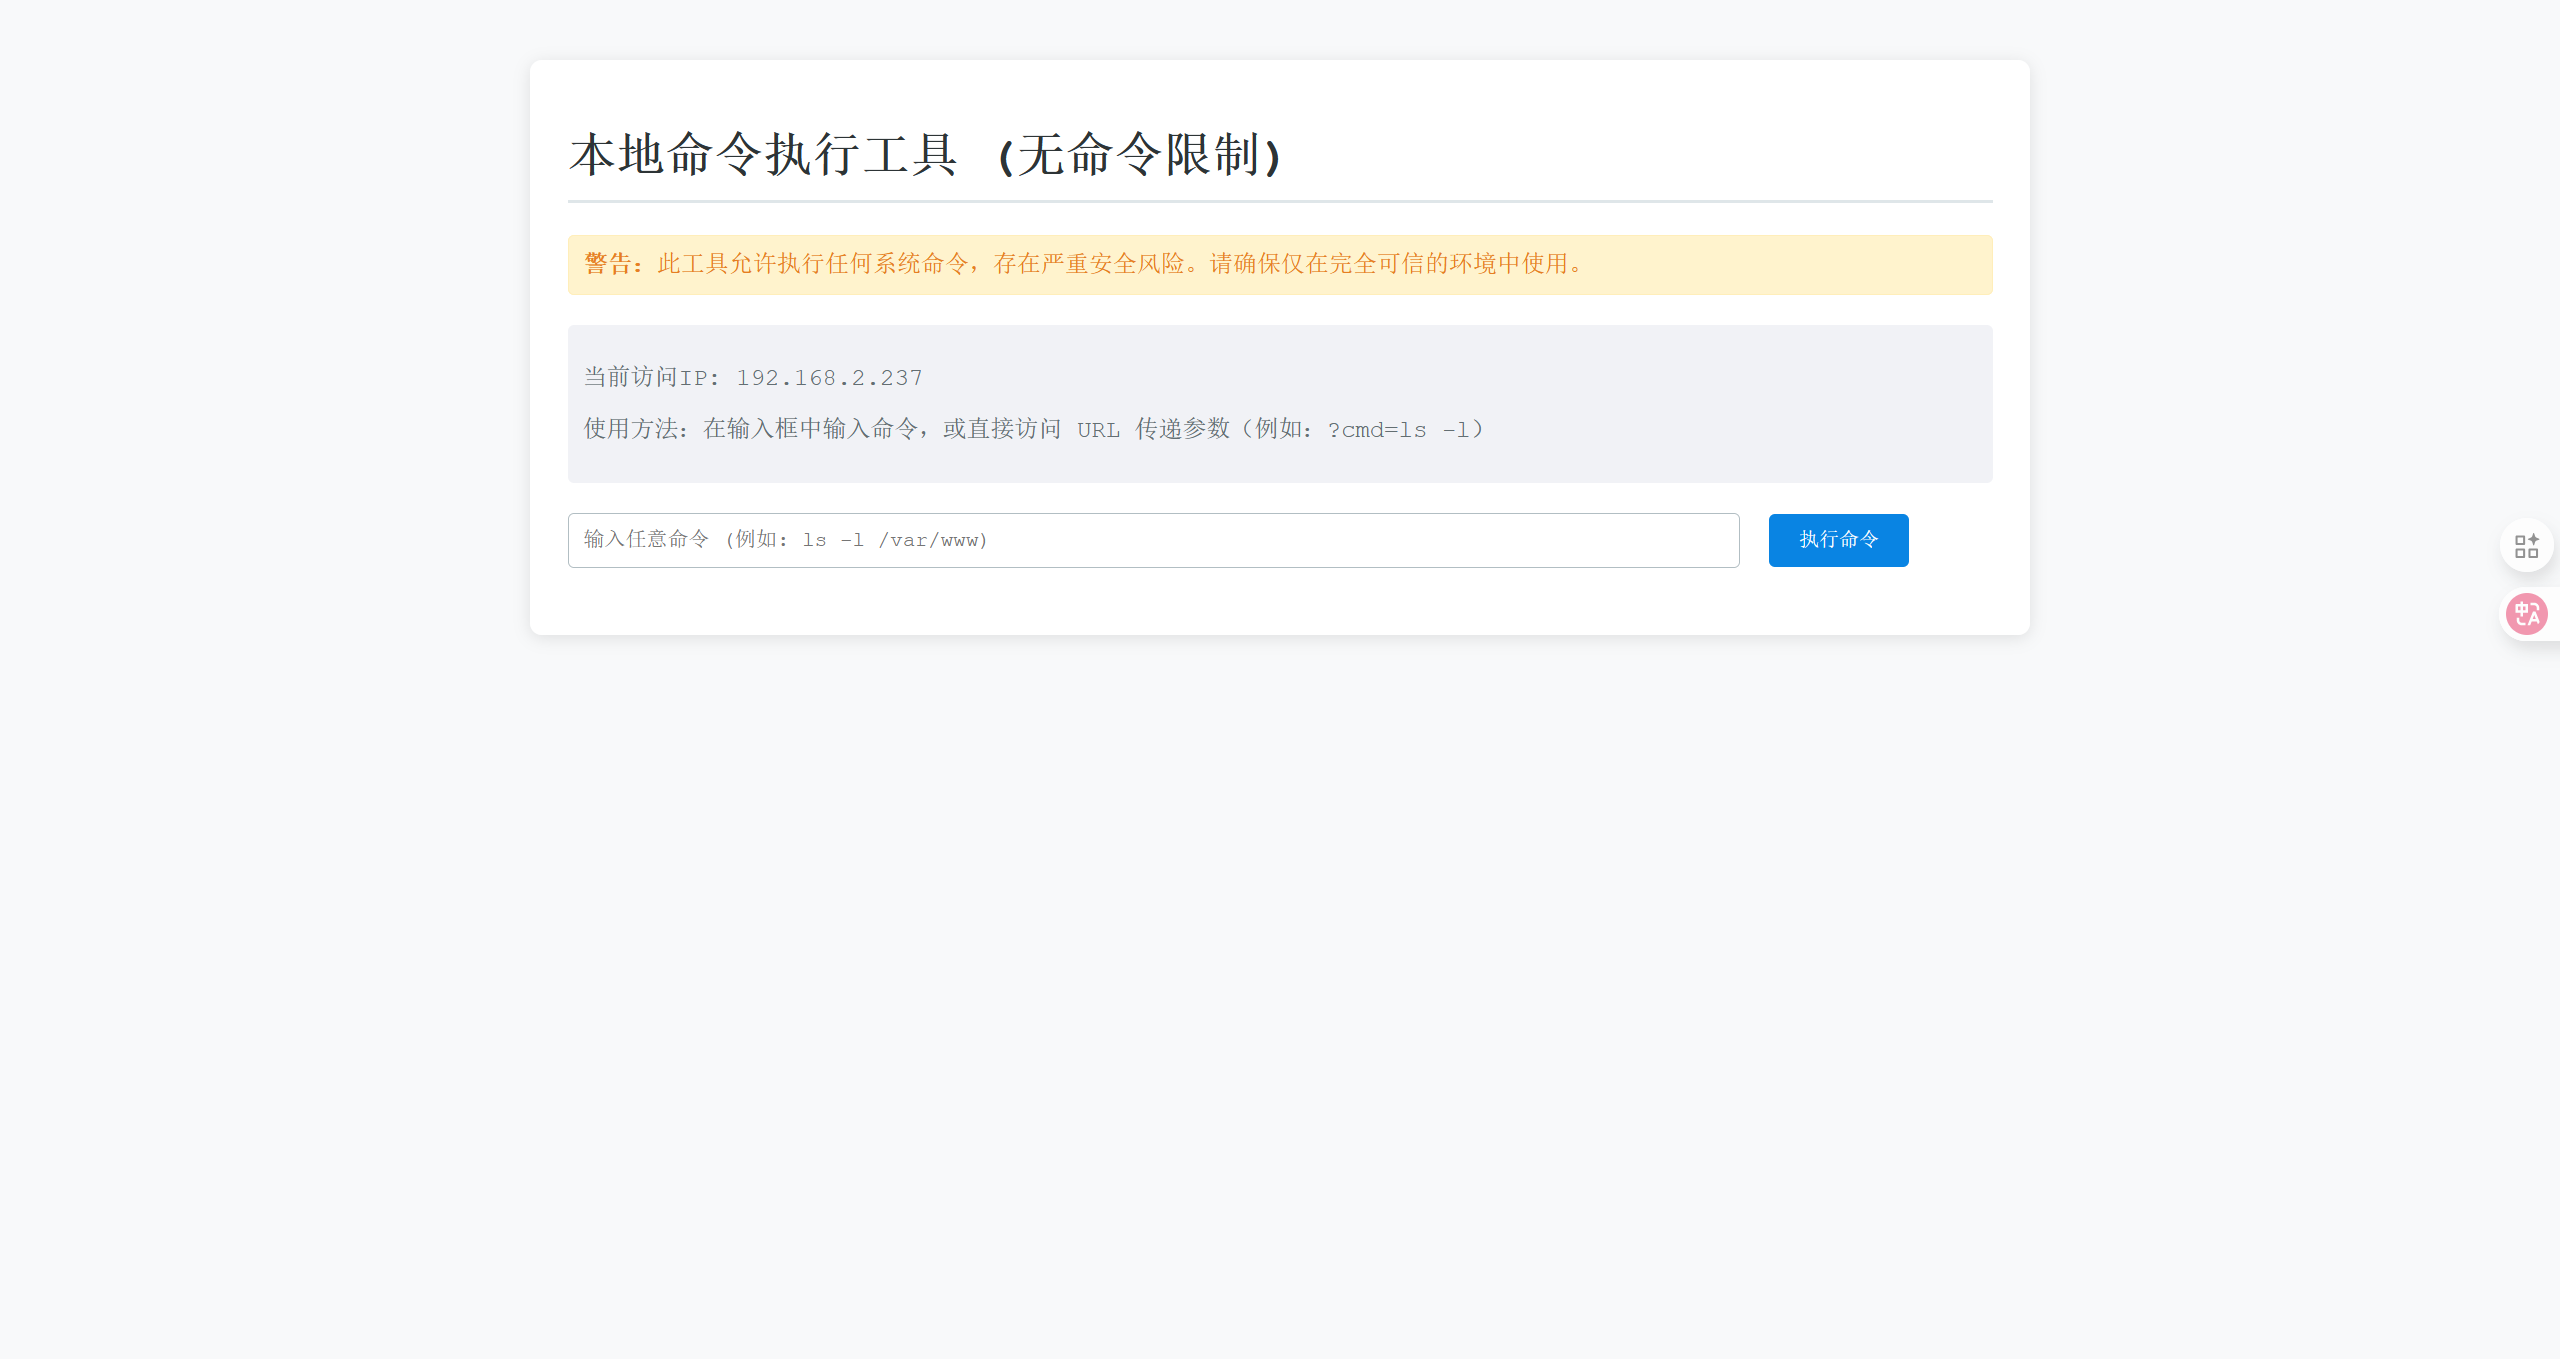 本地命令执行工具 (无命令限制)
警告：此工具允许执行任何系统命令，存在严重安全风险。请确保仅在完全可信的环境中使用。
当前访问IP: 192.168.2.237
使用方法：在输入框中输入命令，或直接访问 URL 传递参数（例如：?cmd=ls -l）
输入任意命令 (例如: ls -l /var/www)
执行命令
中A